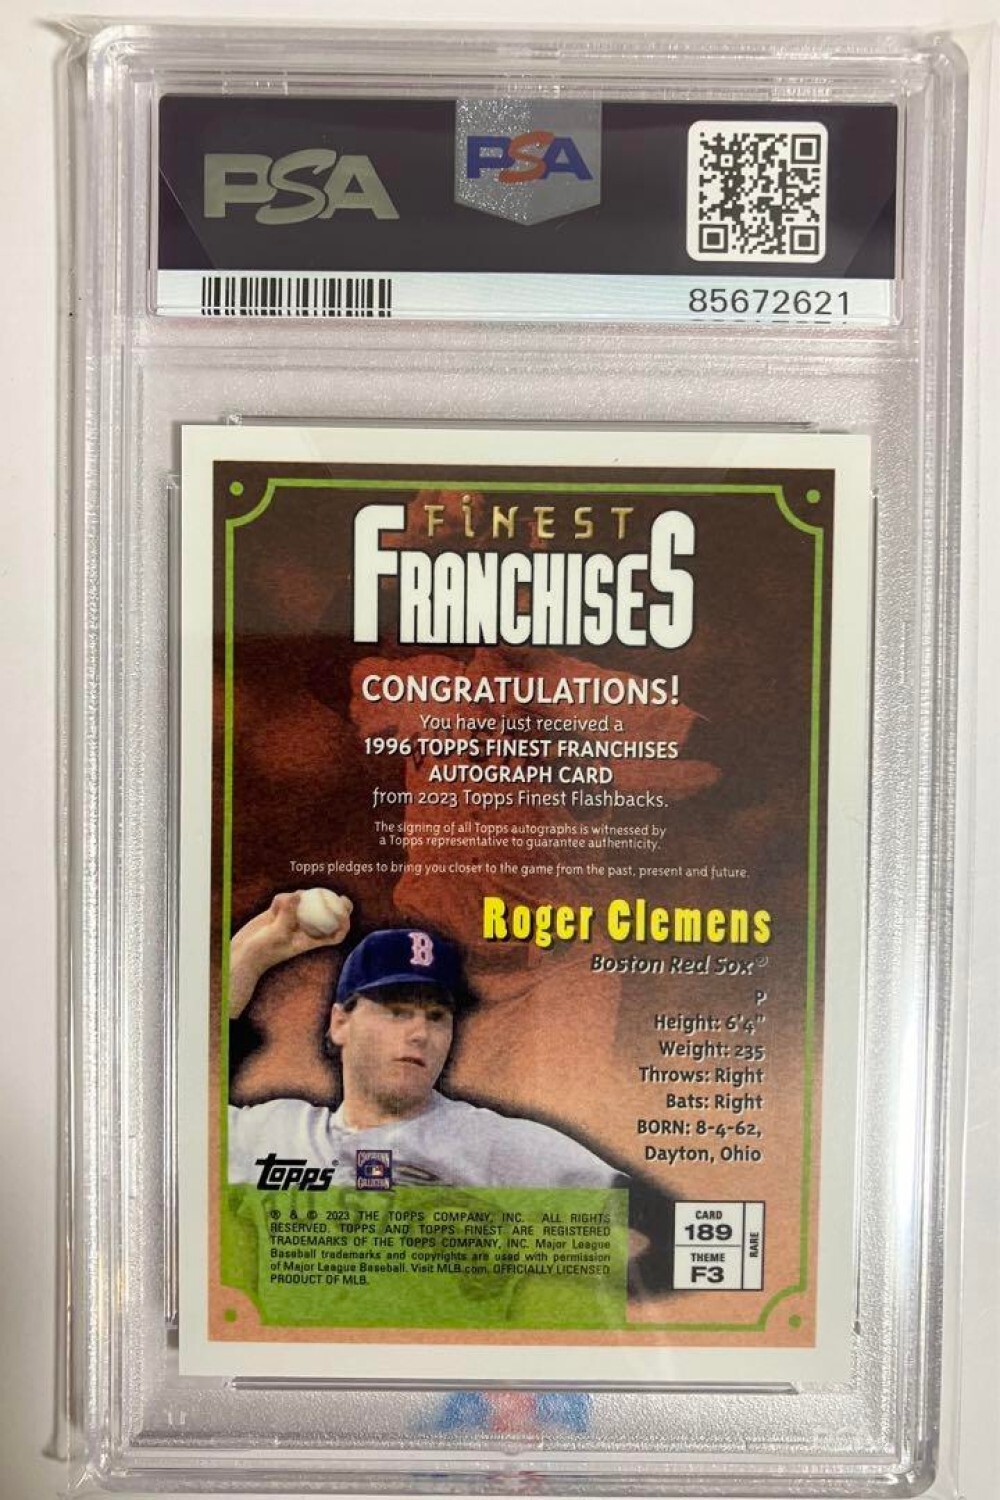 PSA
PSA
85672621
FiNEST
FRANCHISES
CONGRATULATIONS!
You have just received a
1996 TOPPS FINEST FRANCHISES
AUTOGRAPH CARD
from 2023 Topps Finest Flashbacks.
The signing of all Topps autographs is witnessed by
a Topps representative to guarantee authenticity.
Topps pledges to bring you closer to the game from the past, present and future.
Roger Clemens
Boston Red Sox®
P
Height: 6'4"
Weight: 235
Throws: Right
Bats: Right
BORN: 8-4-62,
Dayton, Ohio
B
Topps®
® & © 2023 THE TOPPS COMPANY, INC. ALL RIGHTS
RESERVED. TOPPS AND TOPPS FINEST ARE REGISTERED
TRADEMARKS OF THE TOPPS COMPANY, INC. Major League
Baseball trademarks and copyrights are used with permission
of Major League Baseball. Visit MLB.com. OFFICIALLY LICENSED
PRODUCT OF MLB.
CARD
189
THEME
F3
RARE